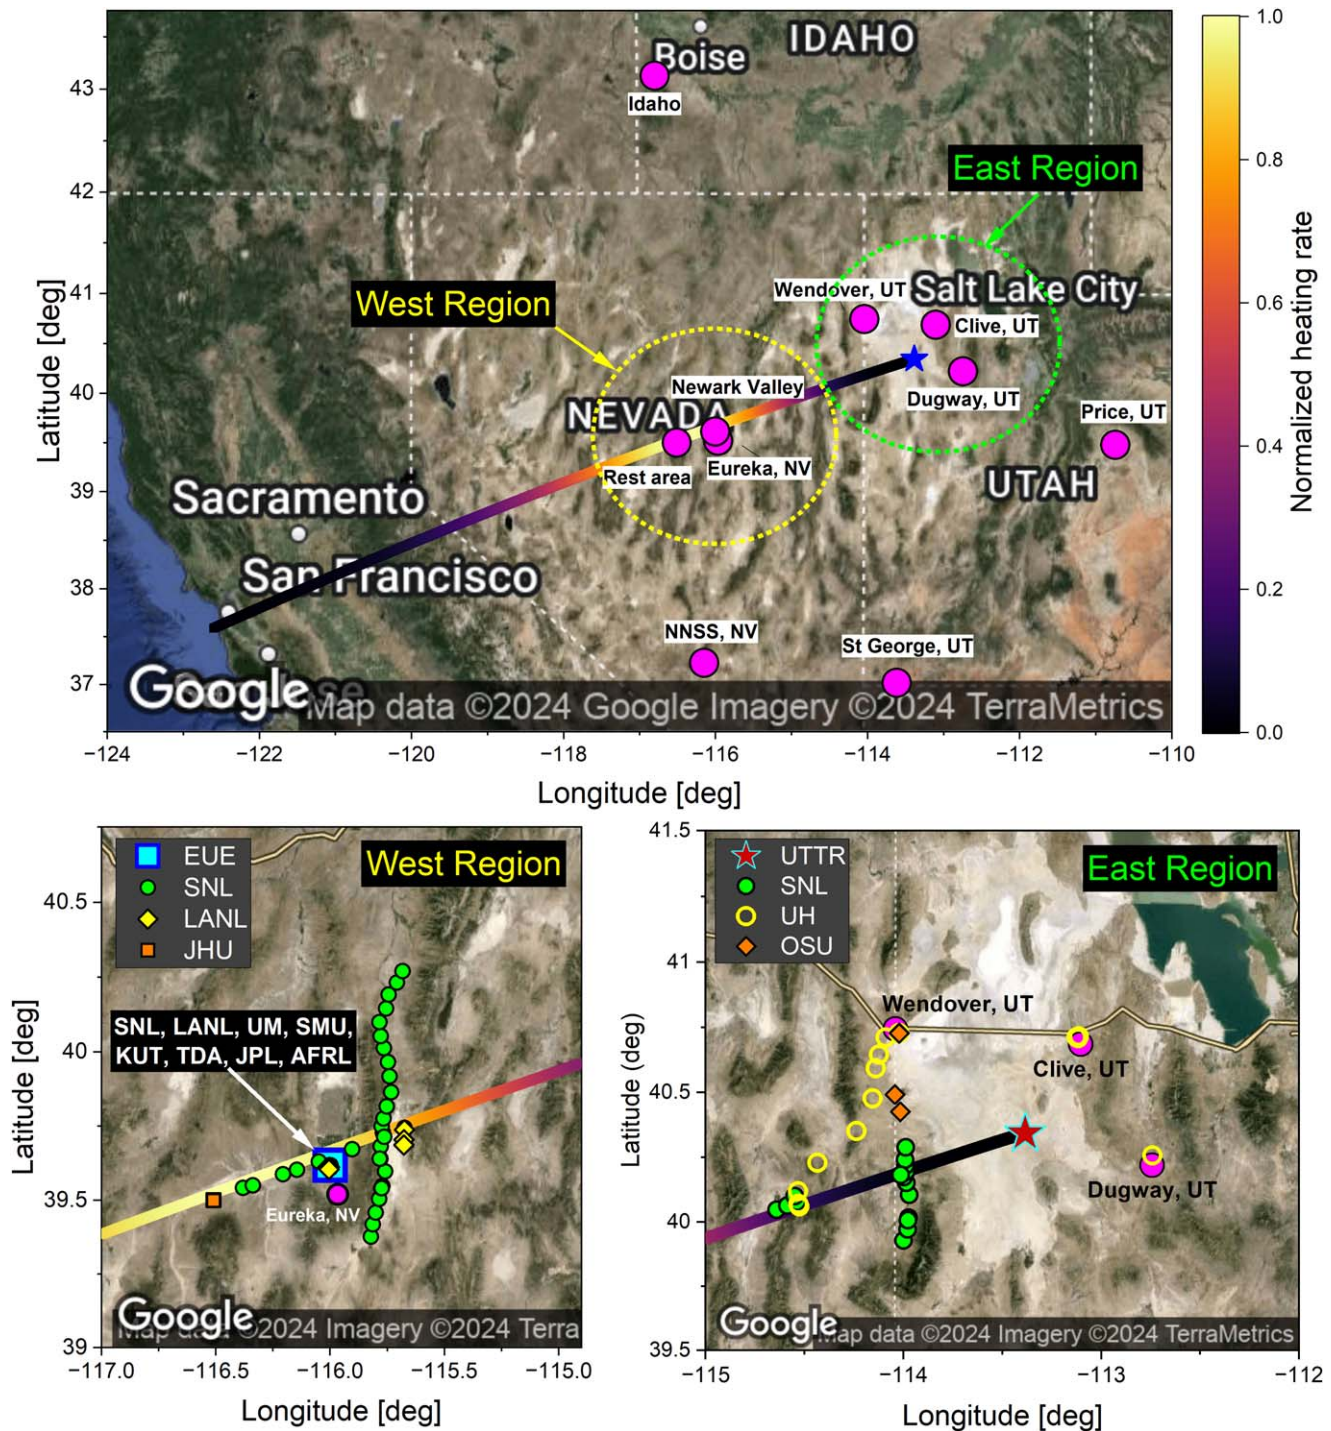 IDAHO
Boise
Idaho
East Region
West Region
Wendover, UT
Salt Lake City
Clive, UT
Newark Valley
NEVADA
Dugway, UT
Price, UT
Eureka, NV
Rest area
UTAH
Sacramento
San Francisco
NNSS, NV
St George, UT
Google
Map data ©2024 Google Imagery ©2024 TerraMetrics
43
42
41
40
39
38
37
Latitude [deg]
−124
−122
−120
−118
−116
−114
−112
−110
Longitude [deg]
1.0
0.8
0.6
0.4
0.2
0.0
Normalized heating rate
EUE
SNL
LANL
JHU
West Region
SNL, LANL, UM, SMU,
KUT, TDA, JPL, AFRL
Eureka, NV
Google
Map data ©2024 Imagery ©2024 Terra
40.5
40
39.5
39
Latitude [deg]
−117.0
−116.5
−116.0
−115.5
−115.0
Longitude [deg]
UTTR
SNL
UH
OSU
East Region
Wendover, UT
Clive, UT
Dugway, UT
Google
Map data ©2024 Imagery ©2024 TerraMetrics
41.5
41
40.5
40
39.5
Latitude (deg)
−115
−114
−113
−112
Longitude [deg]